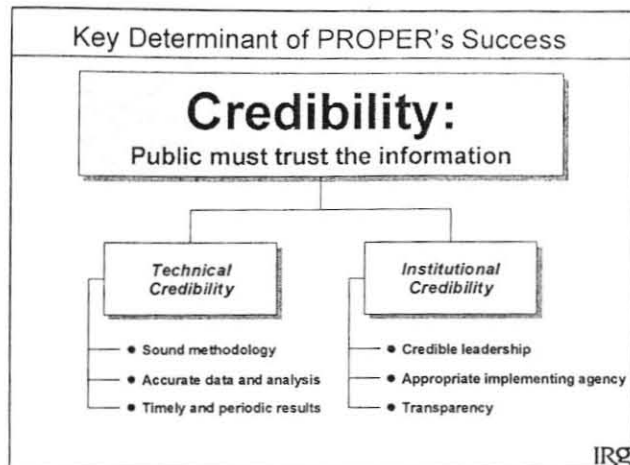 Key Determinant of PROPER's Success
Credibility:
Public must trust the information
Technical
Credibility
• Sound methodology
• Accurate data and analysis
• Timely and periodic results
Institutional
Credibility
• Credible leadership
• Appropriate implementing agency
• Transparency
IRg